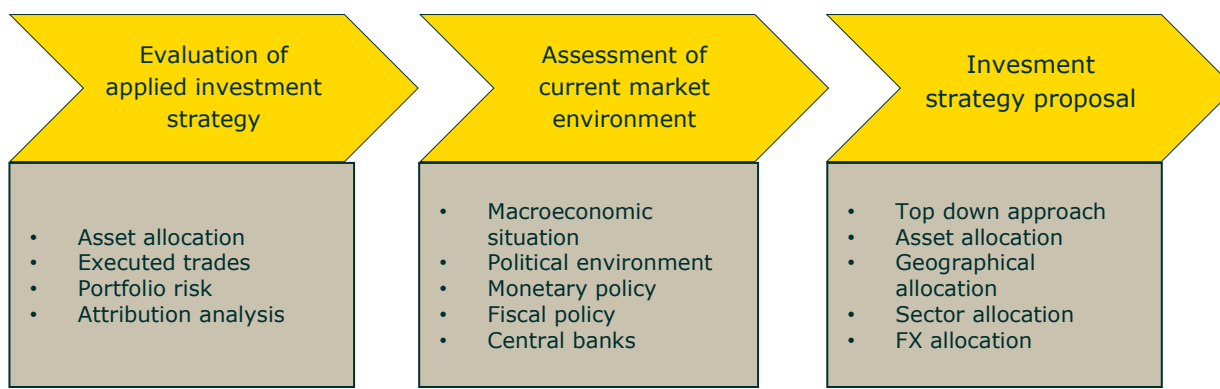 Evaluation of
applied investment
strategy
• Asset allocation
• Executed trades
• Portfolio risk
• Attribution analysis
Assessment of
current market
environment
• Macroeconomic
situation
• Political environment
• Monetary policy
• Fiscal policy
• Central banks
Invesment
strategy proposal
• Top down approach
• Asset allocation
• Geographical
allocation
• Sector allocation
• FX allocation